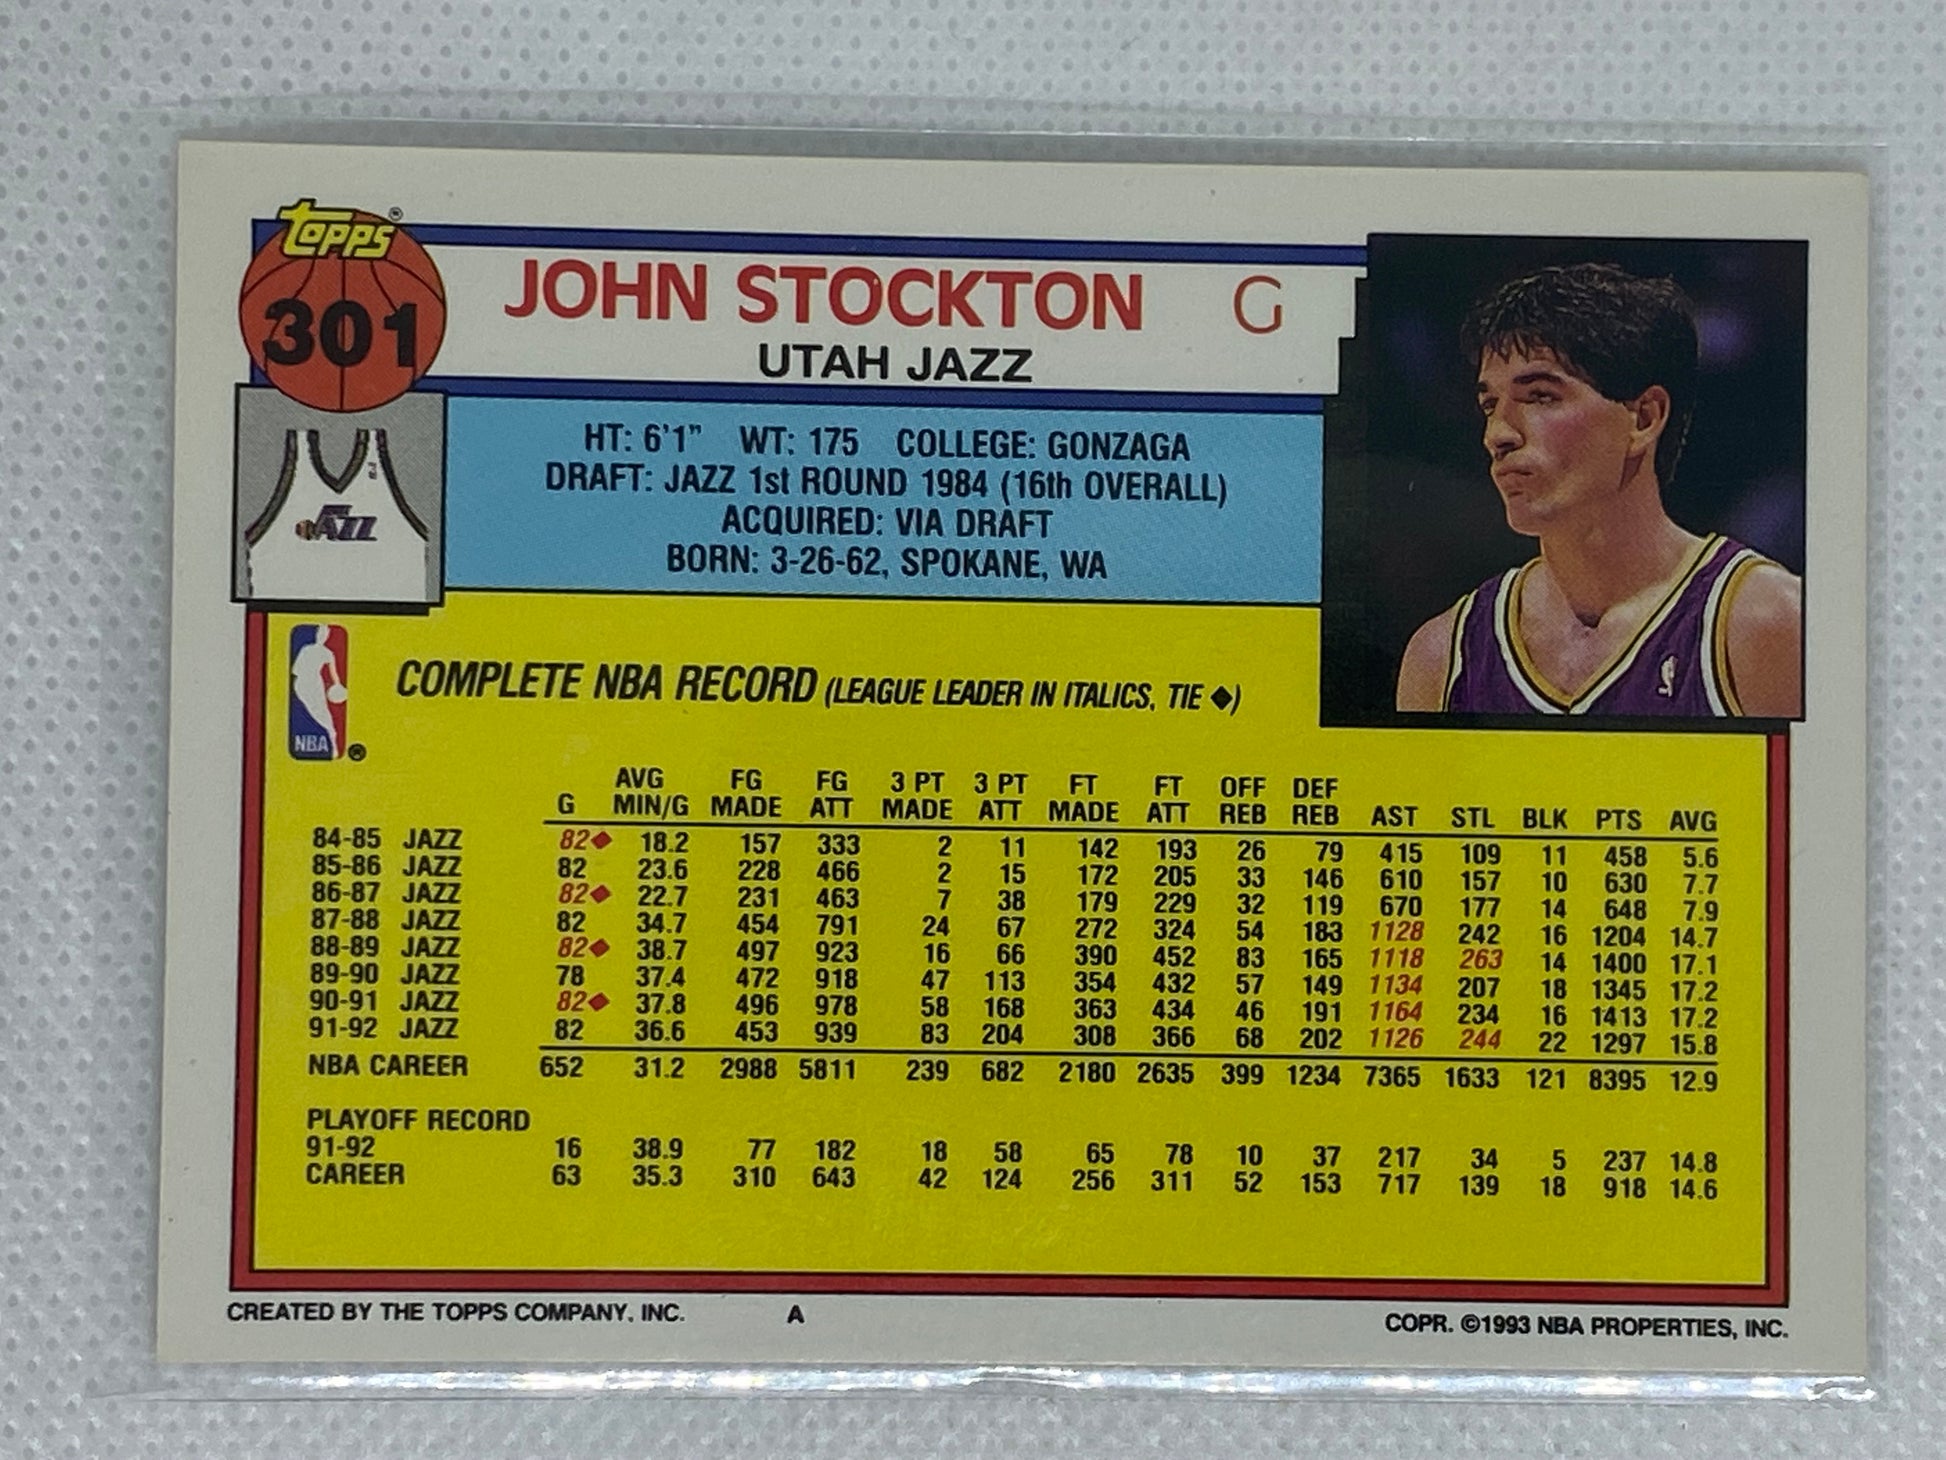 topps®
301
JOHN STOCKTON G
UTAH JAZZ
JAZZ
HT: 6'1" WT: 175 COLLEGE: GONZAGA
DRAFT: JAZZ 1st ROUND 1984 (16th OVERALL)
ACQUIRED: VIA DRAFT
BORN: 3-26-62, SPOKANE, WA
NBA ®
COMPLETE NBA RECORD (LEAGUE LEADER IN ITALICS, TIE ◆)
AVG FG FG 3 PT 3 PT FT FT OFF DEF
G MIN/G MADE ATT MADE ATT MADE ATT REB REB AST STL BLK PTS AVG
84-85 JAZZ 82◆ 18.2 157 333 2 11 142 193 26 79 415 109 11 458 5.6
85-86 JAZZ 82 23.6 228 466 2 15 172 205 33 146 610 157 10 630 7.7
86-87 JAZZ 82◆ 22.7 231 463 7 38 179 229 32 119 670 177 14 648 7.9
87-88 JAZZ 82 34.7 454 791 24 67 272 324 54 183 1128 242 16 1204 14.7
88-89 JAZZ 82◆ 38.7 497 923 16 66 390 452 83 165 1118 263 14 1400 17.1
89-90 JAZZ 78 37.4 472 918 47 113 354 432 57 149 1134 207 18 1345 17.2
90-91 JAZZ 82◆ 37.8 496 978 58 168 363 434 46 191 1164 234 16 1413 17.2
91-92 JAZZ 82 36.6 453 939 83 204 308 366 68 202 1126 244 22 1297 15.8
NBA CAREER 652 31.2 2988 5811 239 682 2180 2635 399 1234 7365 1633 121 8395 12.9
PLAYOFF RECORD
91-92 16 38.9 77 182 18 58 65 78 10 37 217 34 5 237 14.8
CAREER 63 35.3 310 643 42 124 256 311 52 153 717 139 18 918 14.6
CREATED BY THE TOPPS COMPANY, INC. A COPR. ©1993 NBA PROPERTIES, INC.